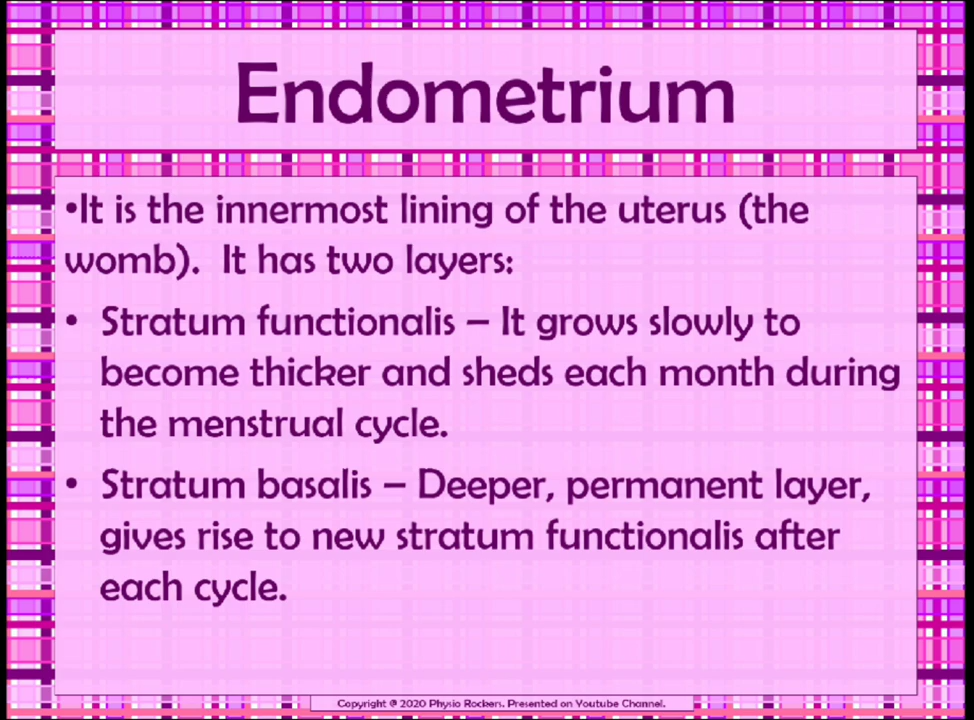 Endometrium
•It is the innermost lining of the uterus (the
womb).  It has two layers:
• Stratum functionalis – It grows slowly to
become thicker and sheds each month during
the menstrual cycle.
• Stratum basalis – Deeper, permanent layer,
gives rise to new stratum functionalis after
each cycle.
Copyright @ 2020 Physio Rockers. Presented on Youtube Channel.